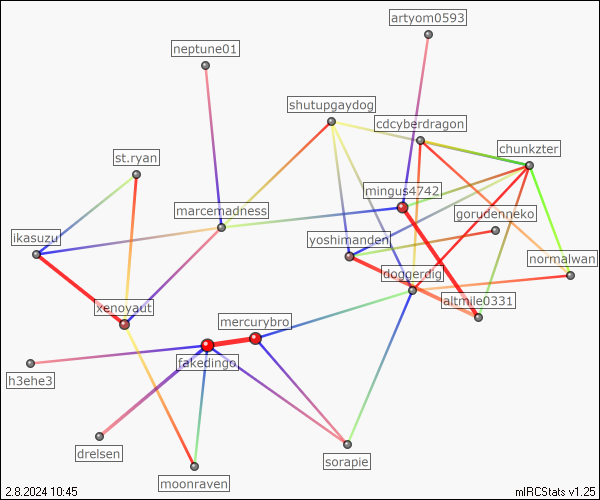 artyom0593
neptune01
shutupgaydog
cdcyberdragon
chunkzter
st.ryan
mingus4742
marcemadness
gorudenneko
ikasuzu
yoshimanden
normalwan
doggerdig
altmile0331
xenoyaut
mercurybro
fakedingo
h3ehe3
drelsen
sorapie
moonraven
2.8.2024 10:45
mIRCStats v1.25